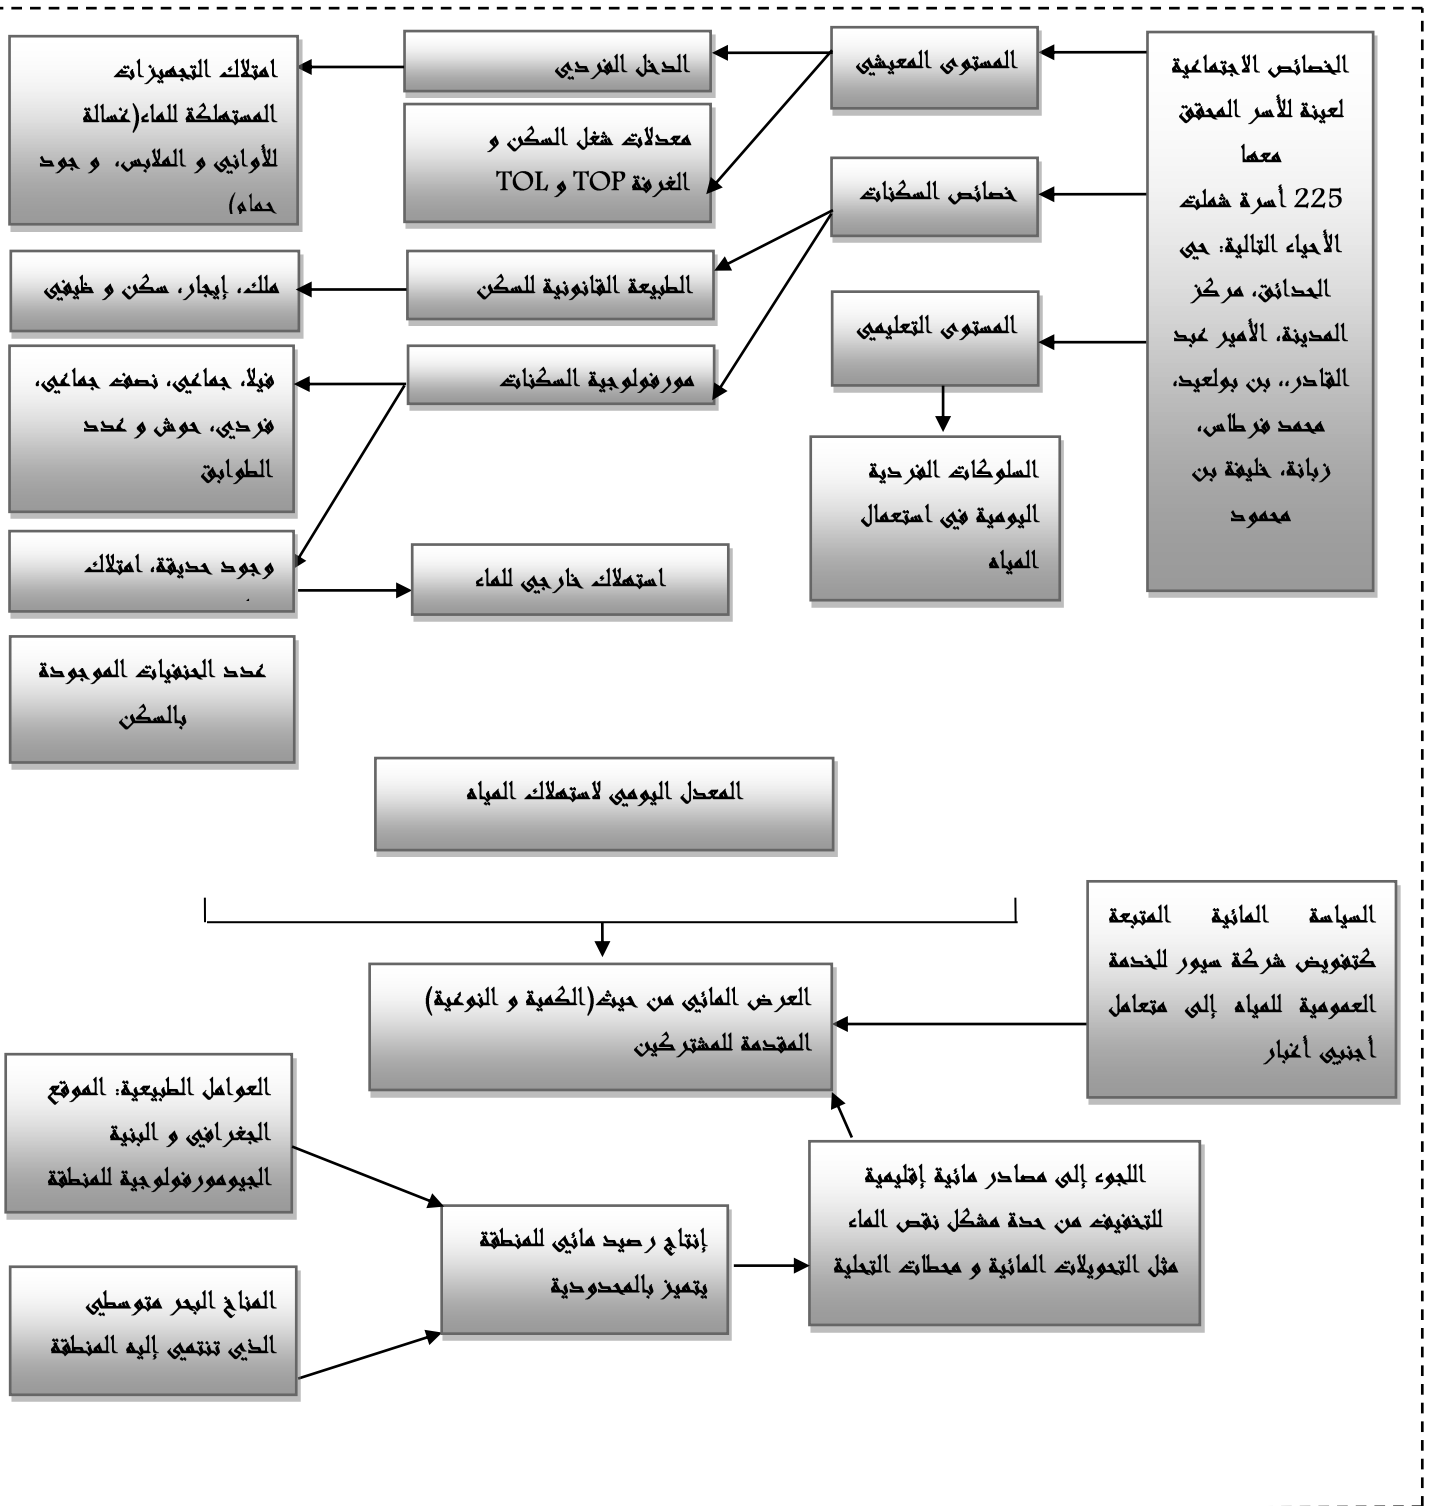 الخصائص الاجتماعية
لعينة للأسر المحقق
معها
225 أسرة شملت
الأحياء التالية: حي
الحدائق، مركز
المدينة، الأمير عبد
القادر،، بن بولعيد،
محمد فرطاس،
زبانة، خليفة بن
محمود
المستوى المعيشي
الدخل الفردي
امتلاك التجهيزات
المستهلكة للماء(غسالة
للأواني و الملابس، و جود
حمام)
معدلات شغل السكن و
الغرفة TOP و TOL
خصائص السكنات
الطبيعة القانونية للسكن
ملك، إيجار، سكن و ظيفي
المستوى التعليمي
مورفولوجية السكنات
فيلا، جماعي، نصف جماعي،
فردي، حوش و عدد
الطوابق
السلوكات الفردية
اليومية في استعمال
المياه
وجود حديقة، امتلاك
استهلاك خارجي للماء
عدد الحنفيات الموجودة
بالسكن
المعدل اليومي لاستهلاك المياه
السياسة المائية المتبعة
كتفويض شركة سيور للخدمة
العمومية للمياه إلى متعامل
أجنبي أغبار
العرض المائي من حيث(الكمية و النوعية)
المقدمة للمشتركين
العوامل الطبيعية: الموقع
الجغرافي و البنية
الجيومورفولوجية للمنطقة
اللجوء إلى مصادر مائية إقليمية
للتخفيف من حدة مشكل نقص الماء
مثل التحويلات المائية و محطات التحلية
إنتاج رصيد مائي للمنطقة
يتميز بالمحدودية
المناخ البحر متوسطي
الذي تنتمي إليه المنطقة